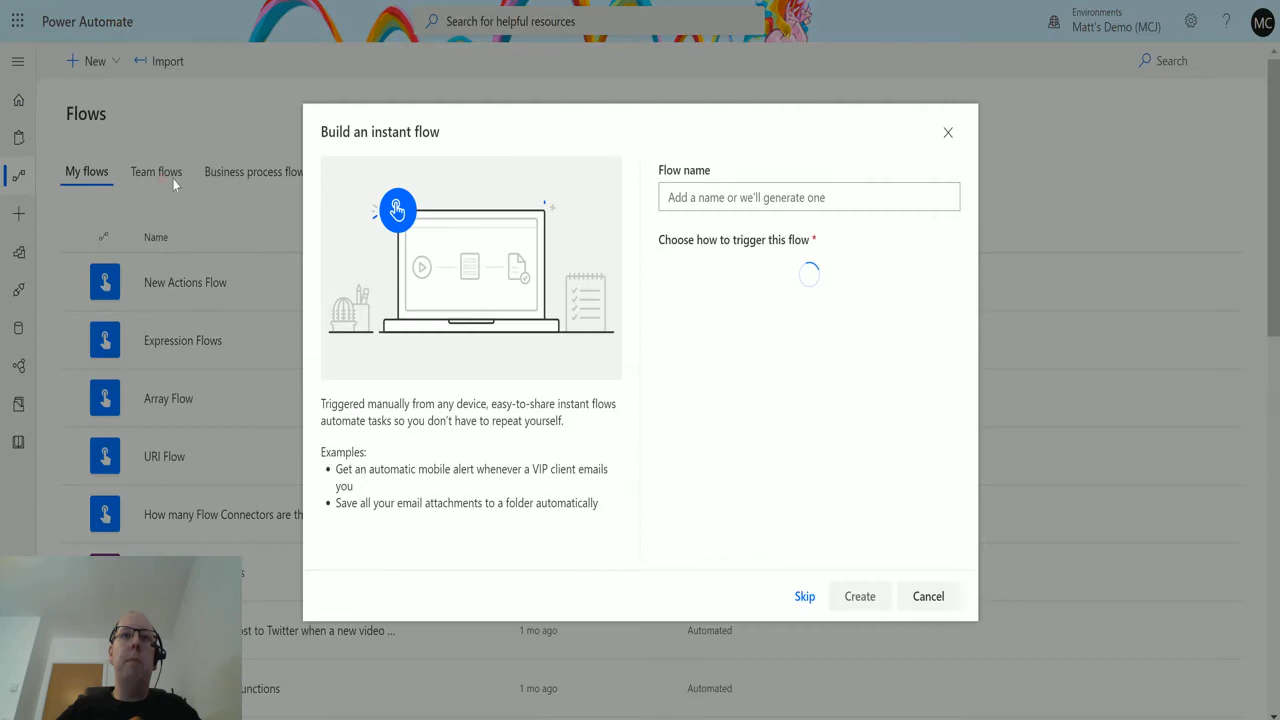 Power Automate
Search for helpful resources
Environments
Matt's Demo (MCJ)
MC
New
Import
Search
Flows
My flows
Team flows
Business process flow
Name
New Actions Flow
Expression Flows
Array Flow
URI Flow
How many Flow Connectors are th
s
ost to Twitter when a new video ...
1 mo ago
Automated
unctions
1 mo ago
Automated
Build an instant flow
Triggered manually from any device, easy-to-share instant flows
automate tasks so you don't have to repeat yourself.
Examples:
• Get an automatic mobile alert whenever a VIP client emails
you
• Save all your email attachments to a folder automatically
Flow name
Add a name or we'll generate one
Choose how to trigger this flow *
Skip
Create
Cancel